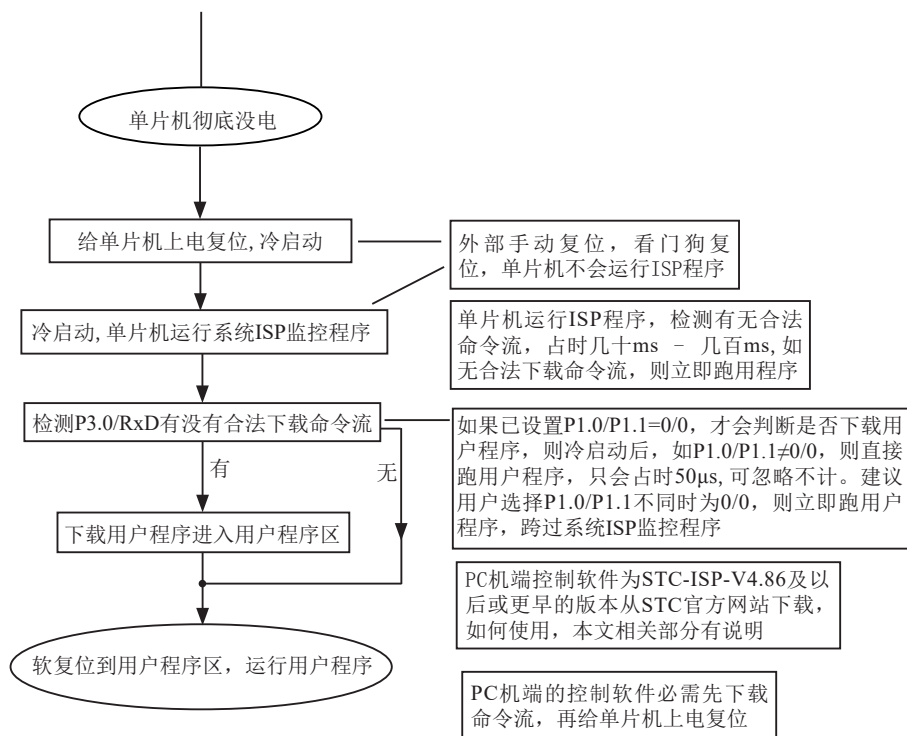 单片机彻底没电
给单片机上电复位,冷启动
外部手动复位，看门狗复
位，单片机不会运行ISP程序
冷启动,单片机运行系统ISP监控程序
单片机运行ISP程序，检测有无合法
命令流，占时几十ms － 几百ms,如
无合法下载命令流，则立即跑用程序
检测P3.0/RxD有没有合法下载命令流
如果已设置P1.0/P1.1=0/0，才会判断是否下载用
户程序，则冷启动后，如P1.0/P1.1≠0/0，则直接
跑用户程序，只会占时50μs,可忽略不计。建议
用户选择P1.0/P1.1不同时为0/0，则立即跑用户
程序，跨过系统ISP监控程序
有
无
下载用户程序进入用户程序区
PC机端控制软件为STC-ISP-V4.86及以
后或更早的版本从STC官方网站下载，
如何使用，本文相关部分有说明
软复位到用户程序区，运行用户程序
PC机端的控制软件必需先下载
命令流，再给单片机上电复位